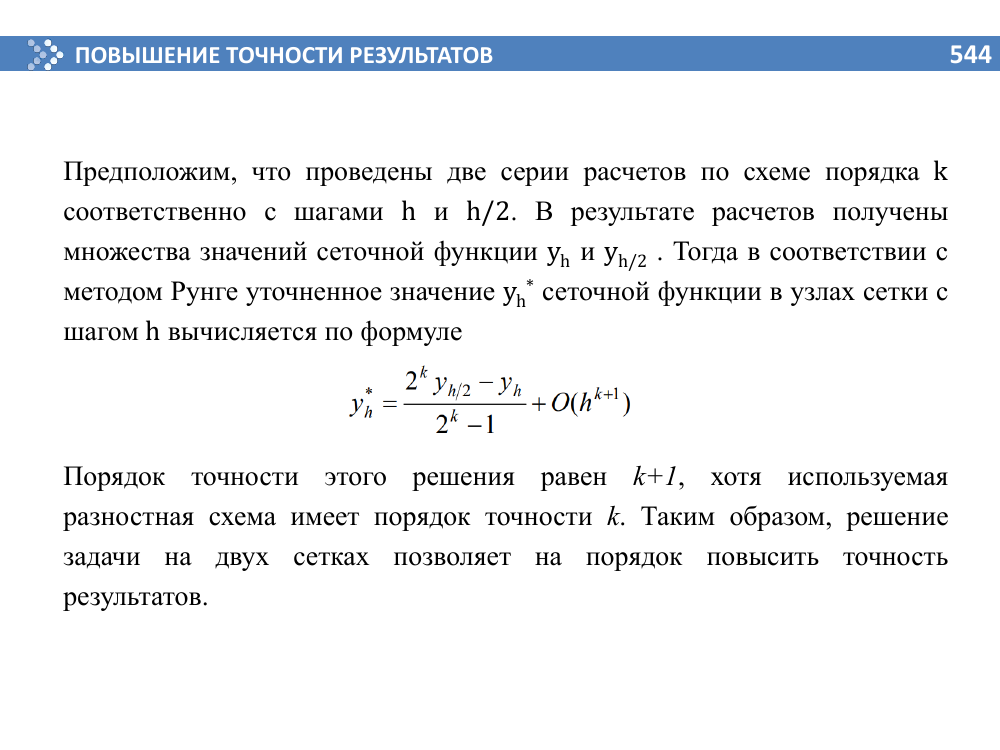 ПОВЫШЕНИЕ ТОЧНОСТИ РЕЗУЛЬТАТОВ 544
Предположим, что проведены две серии расчетов по схеме порядка k
соответственно с шагами h и h/2. В результате расчетов получены
множества значений сеточной функции y_h и y_{h/2} . Тогда в соответствии с
методом Рунге уточненное значение y_h^* сеточной функции в узлах сетки с
шагом h вычисляется по формуле
y_h^* = \frac{2^k y_{h/2} − y_h}{2^k − 1} + O(h^{k+1})
Порядок точности этого решения равен k+1, хотя используемая
разностная схема имеет порядок точности k. Таким образом, решение
задачи на двух сетках позволяет на порядок повысить точность
результатов.